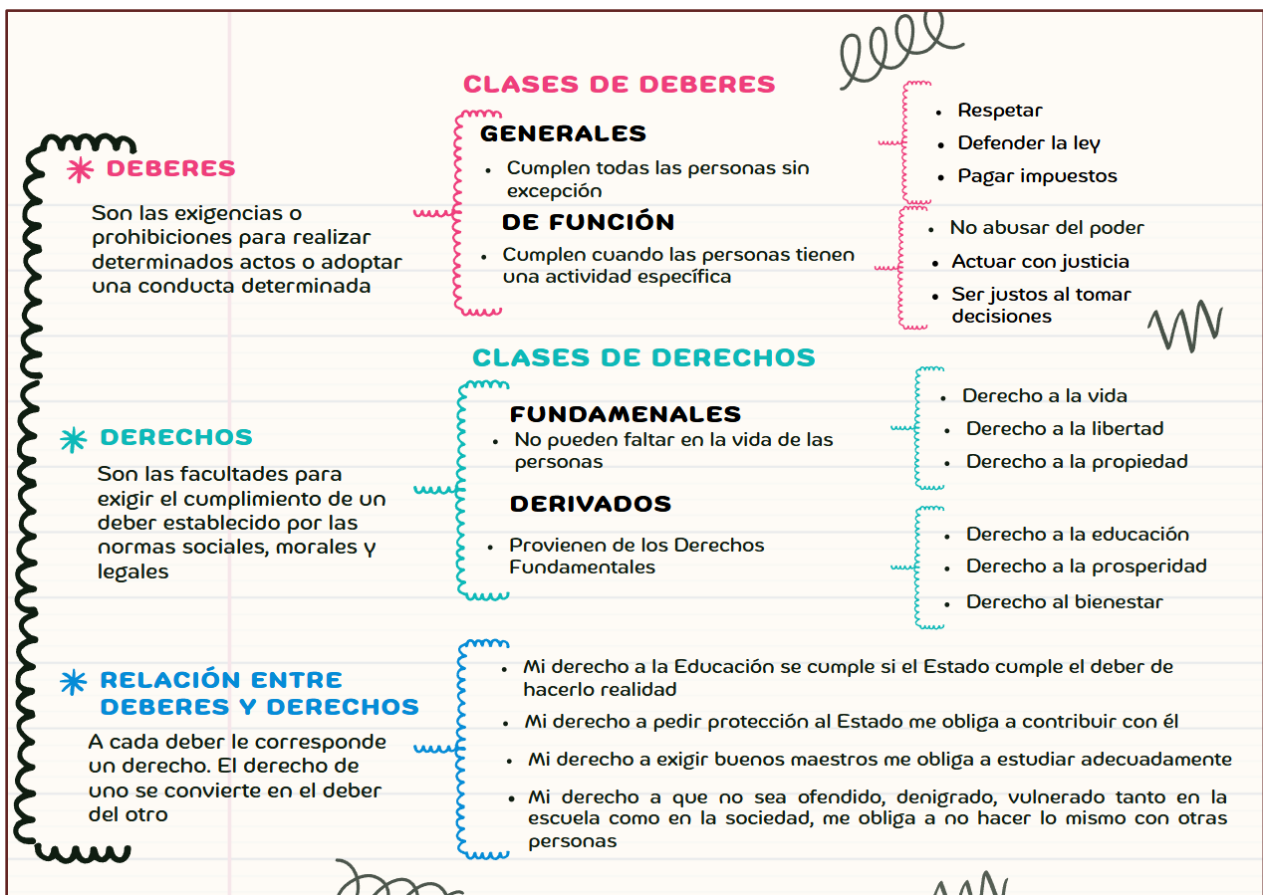 DEBERES
Son las exigencias o
prohibiciones para realizar
determinados actos o adoptar
una conducta determinada
CLASES DE DEBERES
GENERALES
• Cumplen todas las personas sin
excepción
• Respetar
• Defender la ley
• Pagar impuestos
DE FUNCIÓN
• Cumplen cuando las personas tienen
una actividad específica
• No abusar del poder
• Actuar con justicia
• Ser justos al tomar
decisiones
DERECHOS
Son las facultades para
exigir el cumplimiento de un
deber establecido por las
normas sociales, morales y
legales
CLASES DE DERECHOS
FUNDAMENALES
• No pueden faltar en la vida de las
personas
• Derecho a la vida
• Derecho a la libertad
• Derecho a la propiedad
DERIVADOS
• Provienen de los Derechos
Fundamentales
• Derecho a la educación
• Derecho a la prosperidad
• Derecho al bienestar
RELACIÓN ENTRE
DEBERES Y DERECHOS
A cada deber le corresponde
un derecho. El derecho de
uno se convierte en el deber
del otro
• Mi derecho a la Educación se cumple si el Estado cumple el deber de
hacerlo realidad
• Mi derecho a pedir protección al Estado me obliga a contribuir con él
• Mi derecho a exigir buenos maestros me obliga a estudiar adecuadamente
• Mi derecho a que no sea ofendido, denigrado, vulnerado tanto en la
escuela como en la sociedad, me obliga a no hacer lo mismo con otras
personas